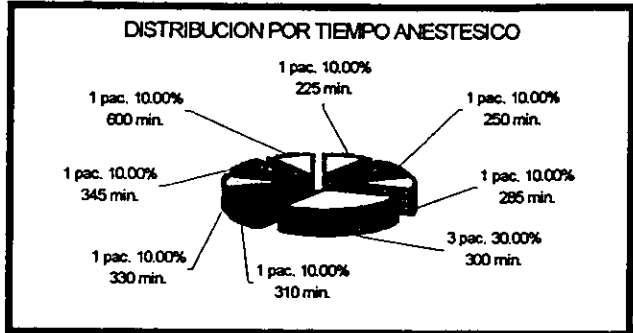 DISTRIBUCION POR TIEMPO ANESTESICO
1 pac. 10.00%
225 min.
1 pac. 10.00%
250 min.
1 pac. 10.00%
285 min.
3 pac. 30.00%
300 min.
1 pac. 10.00%
310 min.
1 pac. 10.00%
330 min.
1 pac. 10.00%
345 min.
1 pac. 10.00%
600 min.